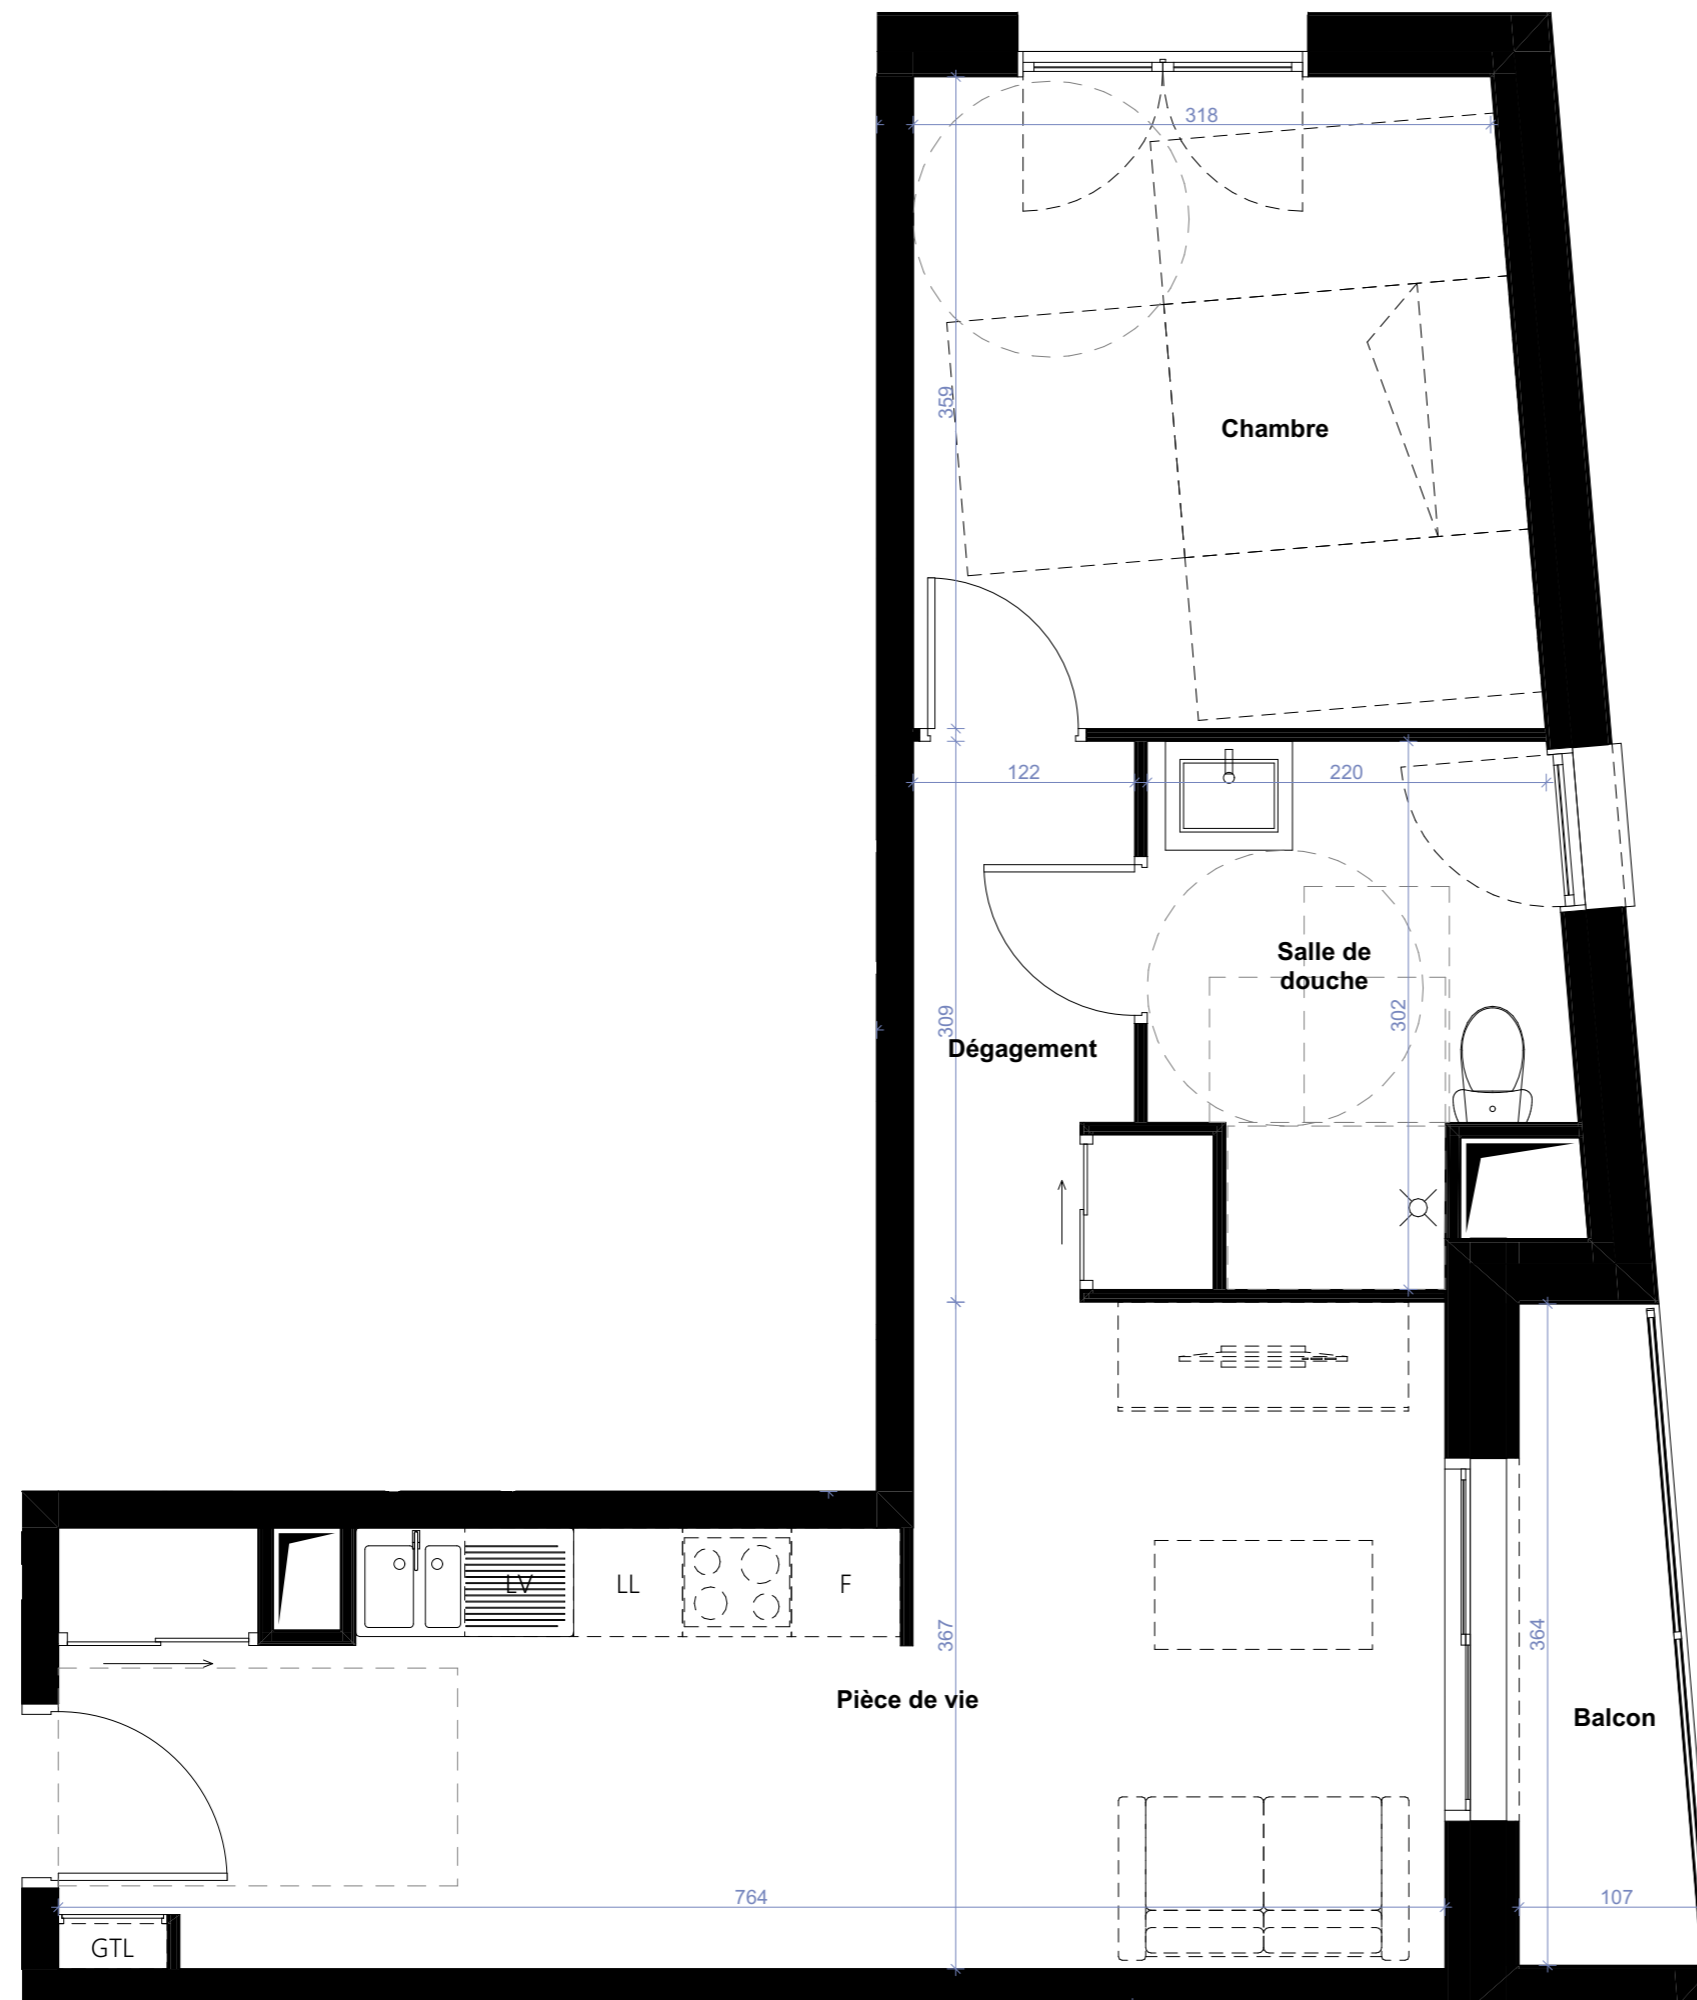 318
359
Chambre
122
220
Salle de
douche
309
302
Dégagement
LV
LL
F
367
364
Pièce de vie
Balcon
764
107
GTL